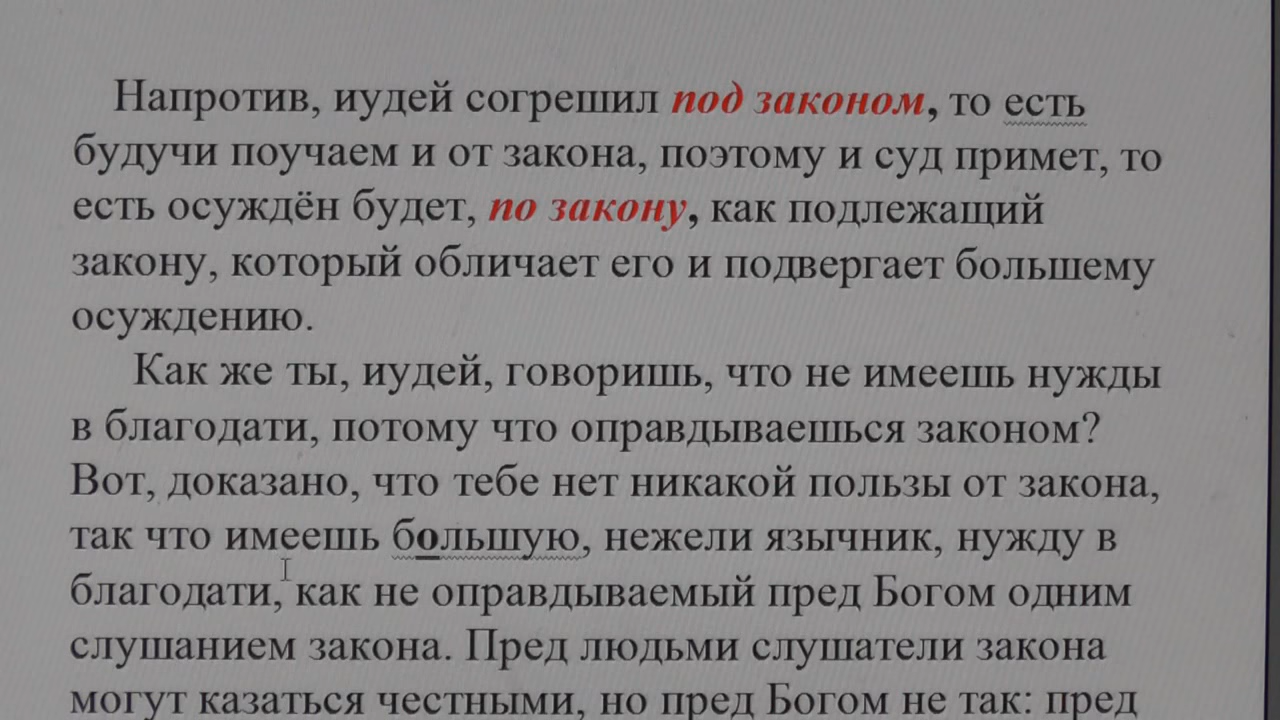 Напротив, иудей согрешил под законом, то есть
будучи поучаем и от закона, поэтому и суд примет, то
есть осуждён будет, по закону, как подлежащий
закону, который обличает его и подвергает большему
осуждению.
Как же ты, иудей, говоришь, что не имеешь нужды
в благодати, потому что оправдываешься законом?
Вот, доказано, что тебе нет никакой пользы от закона,
так что имеешь большую, нежели язычник, нужду в
благодати, как не оправдываемый пред Богом одним
слушанием закона. Пред людьми слушатели закона
могут казаться честными, но пред Богом не так: пред